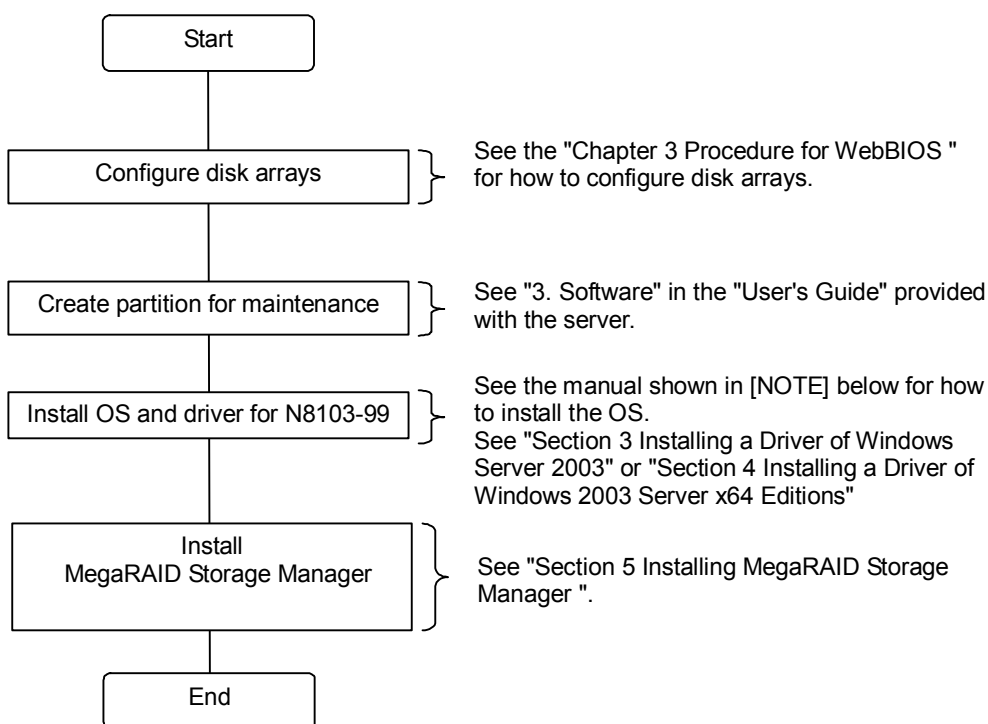 Start
Configure disk arrays
See the "Chapter 3 Procedure for WebBIOS "
for how to configure disk arrays.
Create partition for maintenance
See "3. Software" in the "User's Guide" provided
with the server.
Install OS and driver for N8103-99
See the manual shown in [NOTE] below for how
to install the OS.
See "Section 3 Installing a Driver of Windows
Server 2003" or "Section 4 Installing a Driver of
Windows 2003 Server x64 Editions"
Install
MegaRAID Storage Manager
See "Section 5 Installing MegaRAID Storage
Manager ".
End